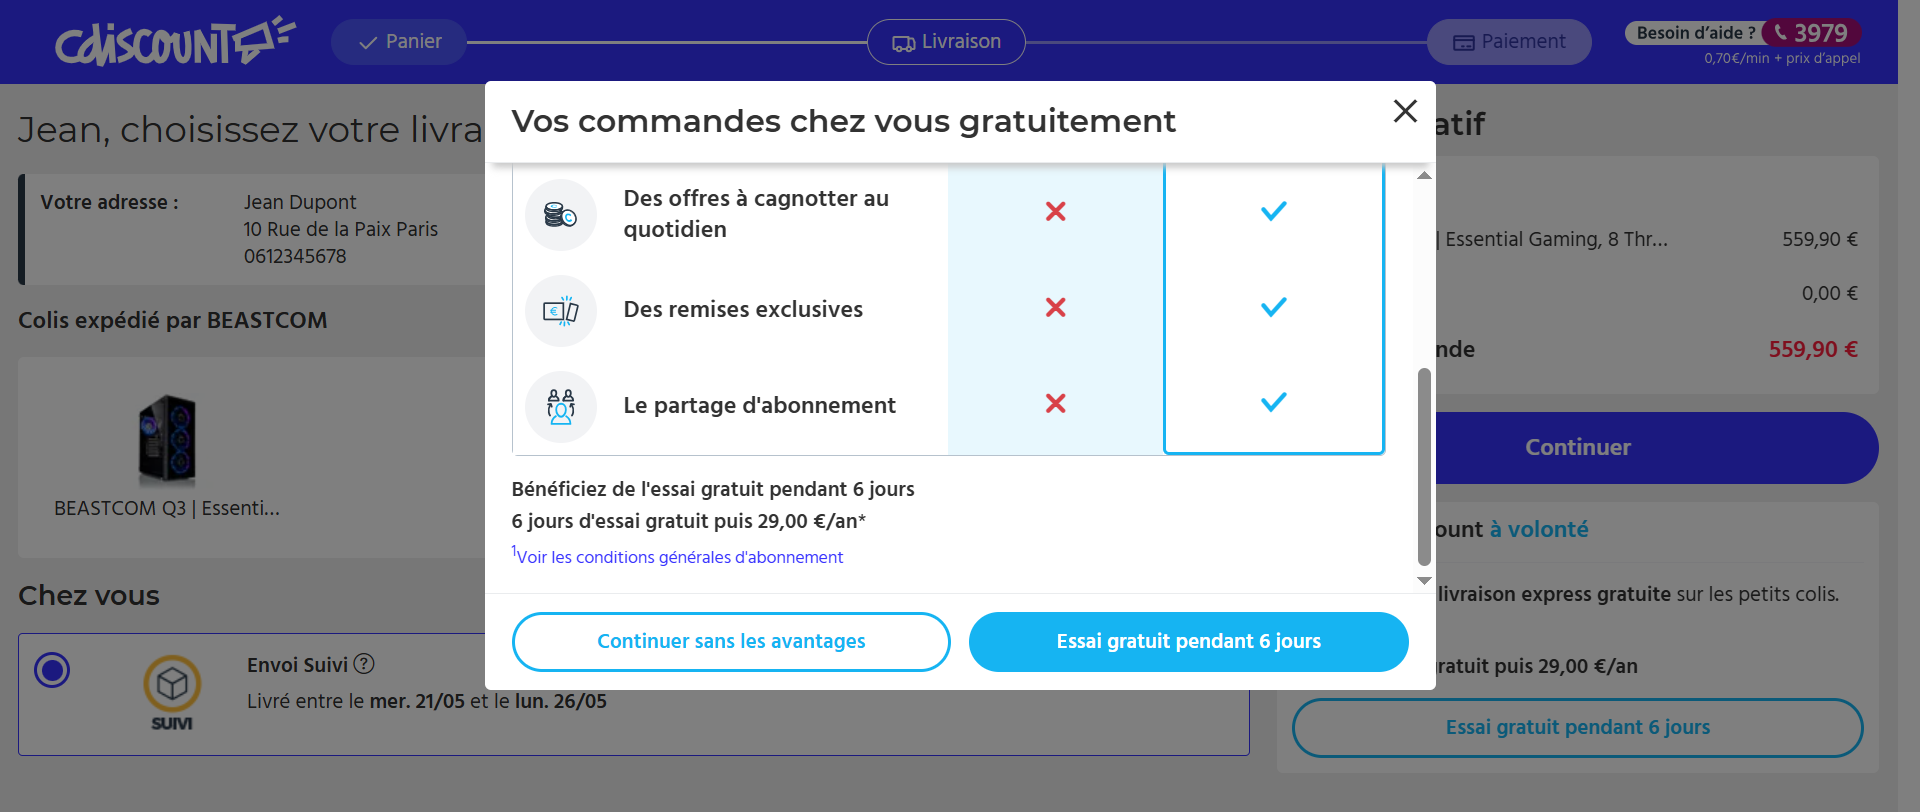 Cdiscount
Panier
Livraison
Paiement
Besoin d'aide ? 3979
0,70€/min + prix d'appel
Jean, choisissez votre livra
Votre adresse :
Jean Dupont
10 Rue de la Paix Paris
0612345678
Colis expédié par BEASTCOM
BEASTCOM Q3 | Essenti...
Chez vous
SUIVI
Envoi Suivi ?
Livré entre le mer. 21/05 et le lun. 26/05
Vos commandes chez vous gratuitement
Des offres à cagnotter au
quotidien
Des remises exclusives
Le partage d'abonnement
Bénéficiez de l'essai gratuit pendant 6 jours
6 jours d'essai gratuit puis 29,00 €/an*
1Voir les conditions générales d'abonnement
Continuer sans les avantages
Essai gratuit pendant 6 jours
atif
| Essential Gaming, 8 Thr... 559,90 €
0,00 €
nde 559,90 €
Continuer
ount à volonté
livraison express gratuite sur les petits colis.
ratuit puis 29,00 €/an
Essai gratuit pendant 6 jours